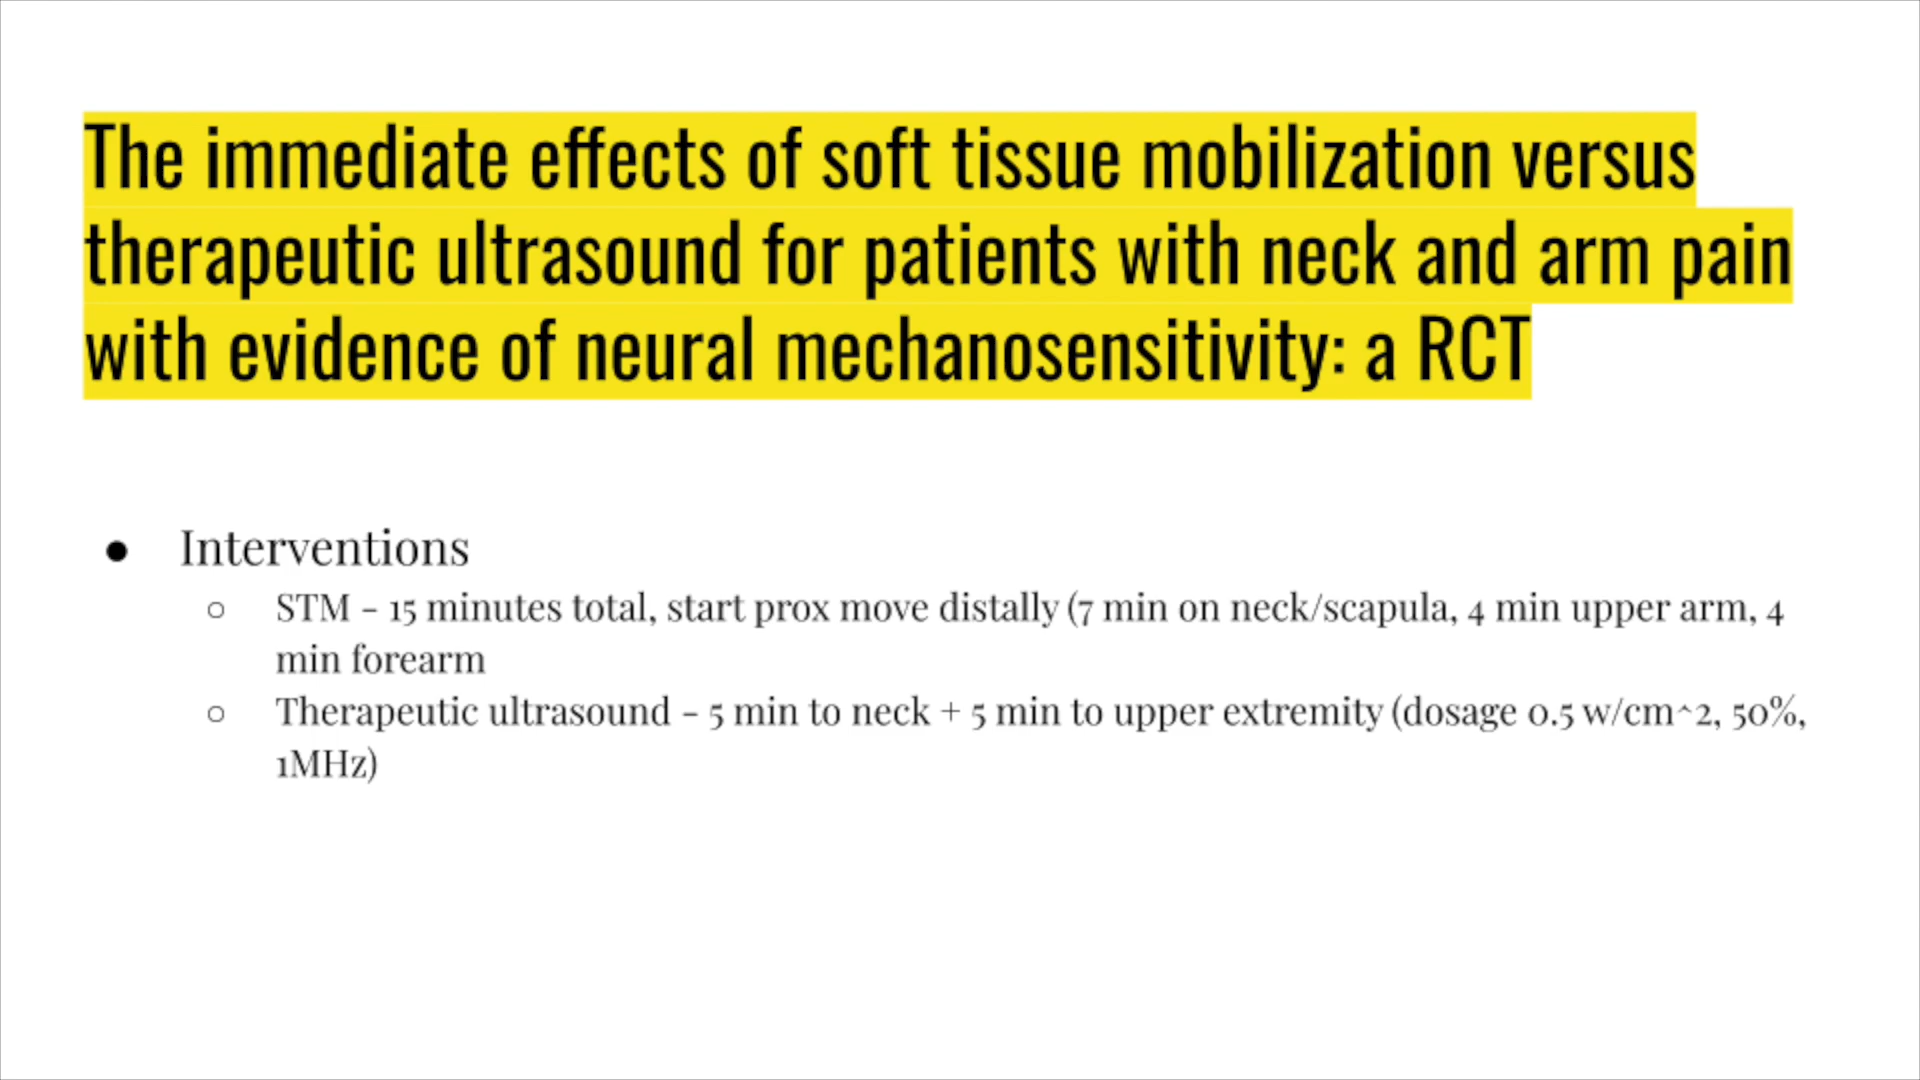 The immediate effects of soft tissue mobilization versus
therapeutic ultrasound for patients with neck and arm pain
with evidence of neural mechanosensitivity: a RCT
● Interventions
○ STM - 15 minutes total, start prox move distally (7 min on neck/scapula, 4 min upper arm, 4
min forearm
○ Therapeutic ultrasound - 5 min to neck + 5 min to upper extremity (dosage 0.5 w/cm^2, 50%,
1MHz)